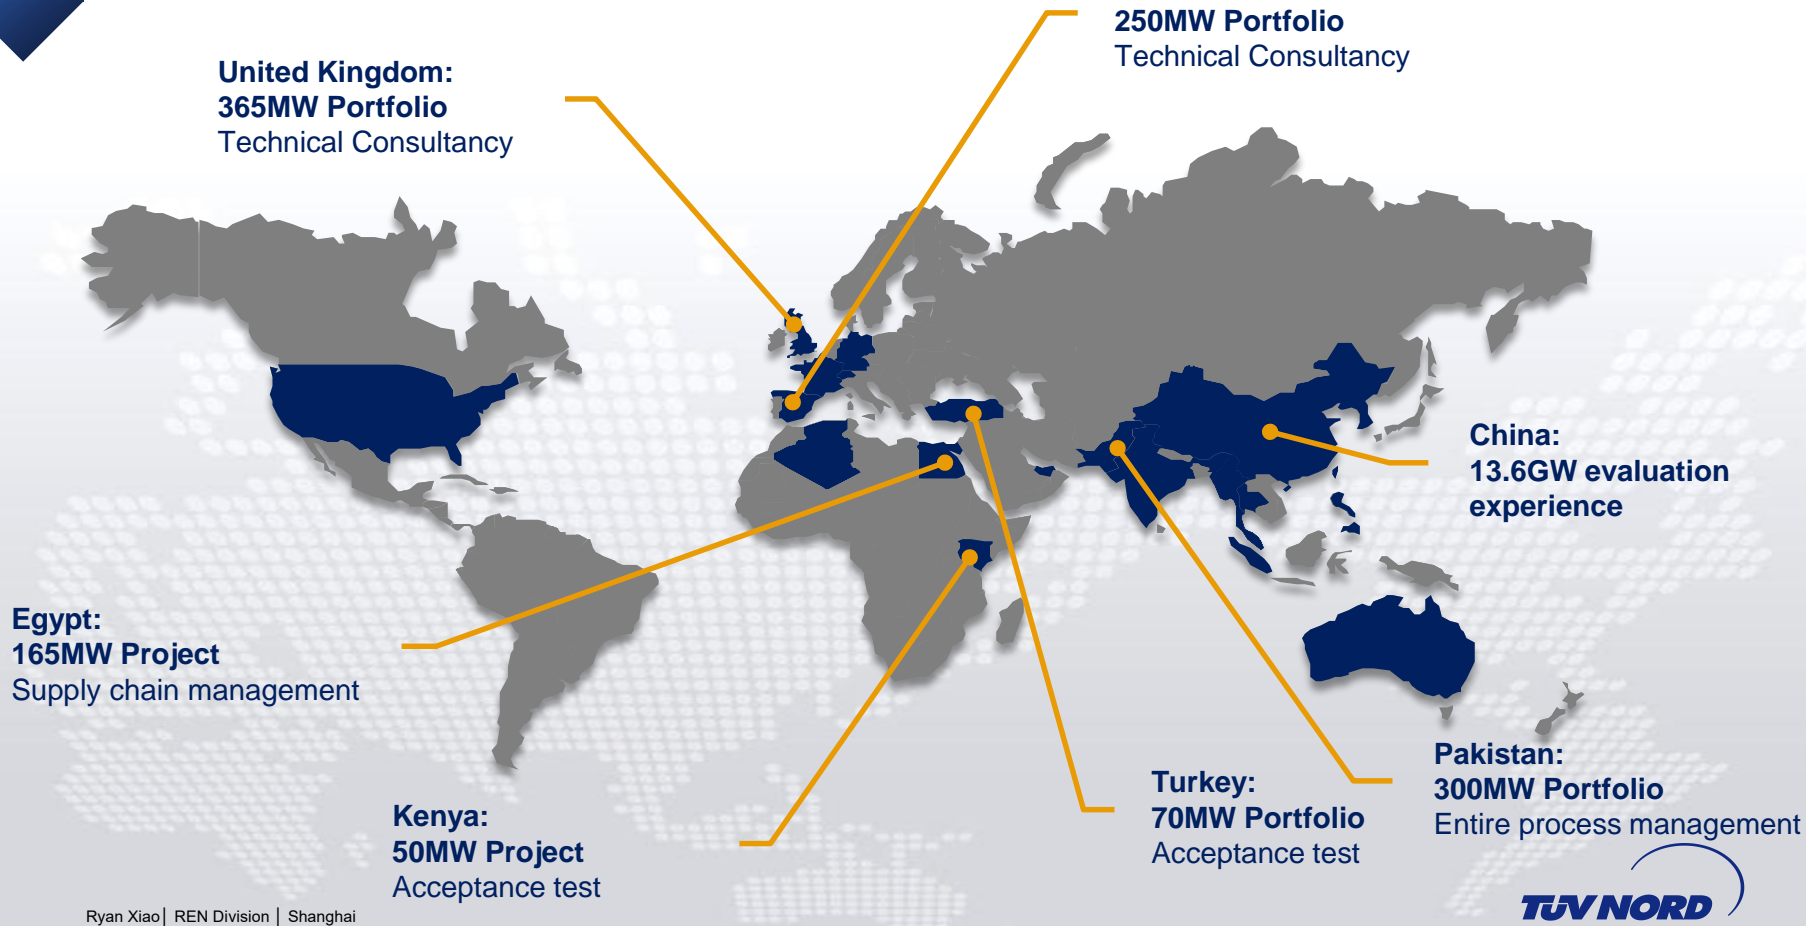 250MW Portfolio
Technical Consultancy
United Kingdom:
365MW Portfolio
Technical Consultancy
China:
13.6GW evaluation
experience
Egypt:
165MW Project
Supply chain management
Pakistan:
300MW Portfolio
Entire process management
Turkey:
70MW Portfolio
Acceptance test
Kenya:
50MW Project
Acceptance test
TÜV NORD
Ryan Xiao│ REN Division │ Shanghai